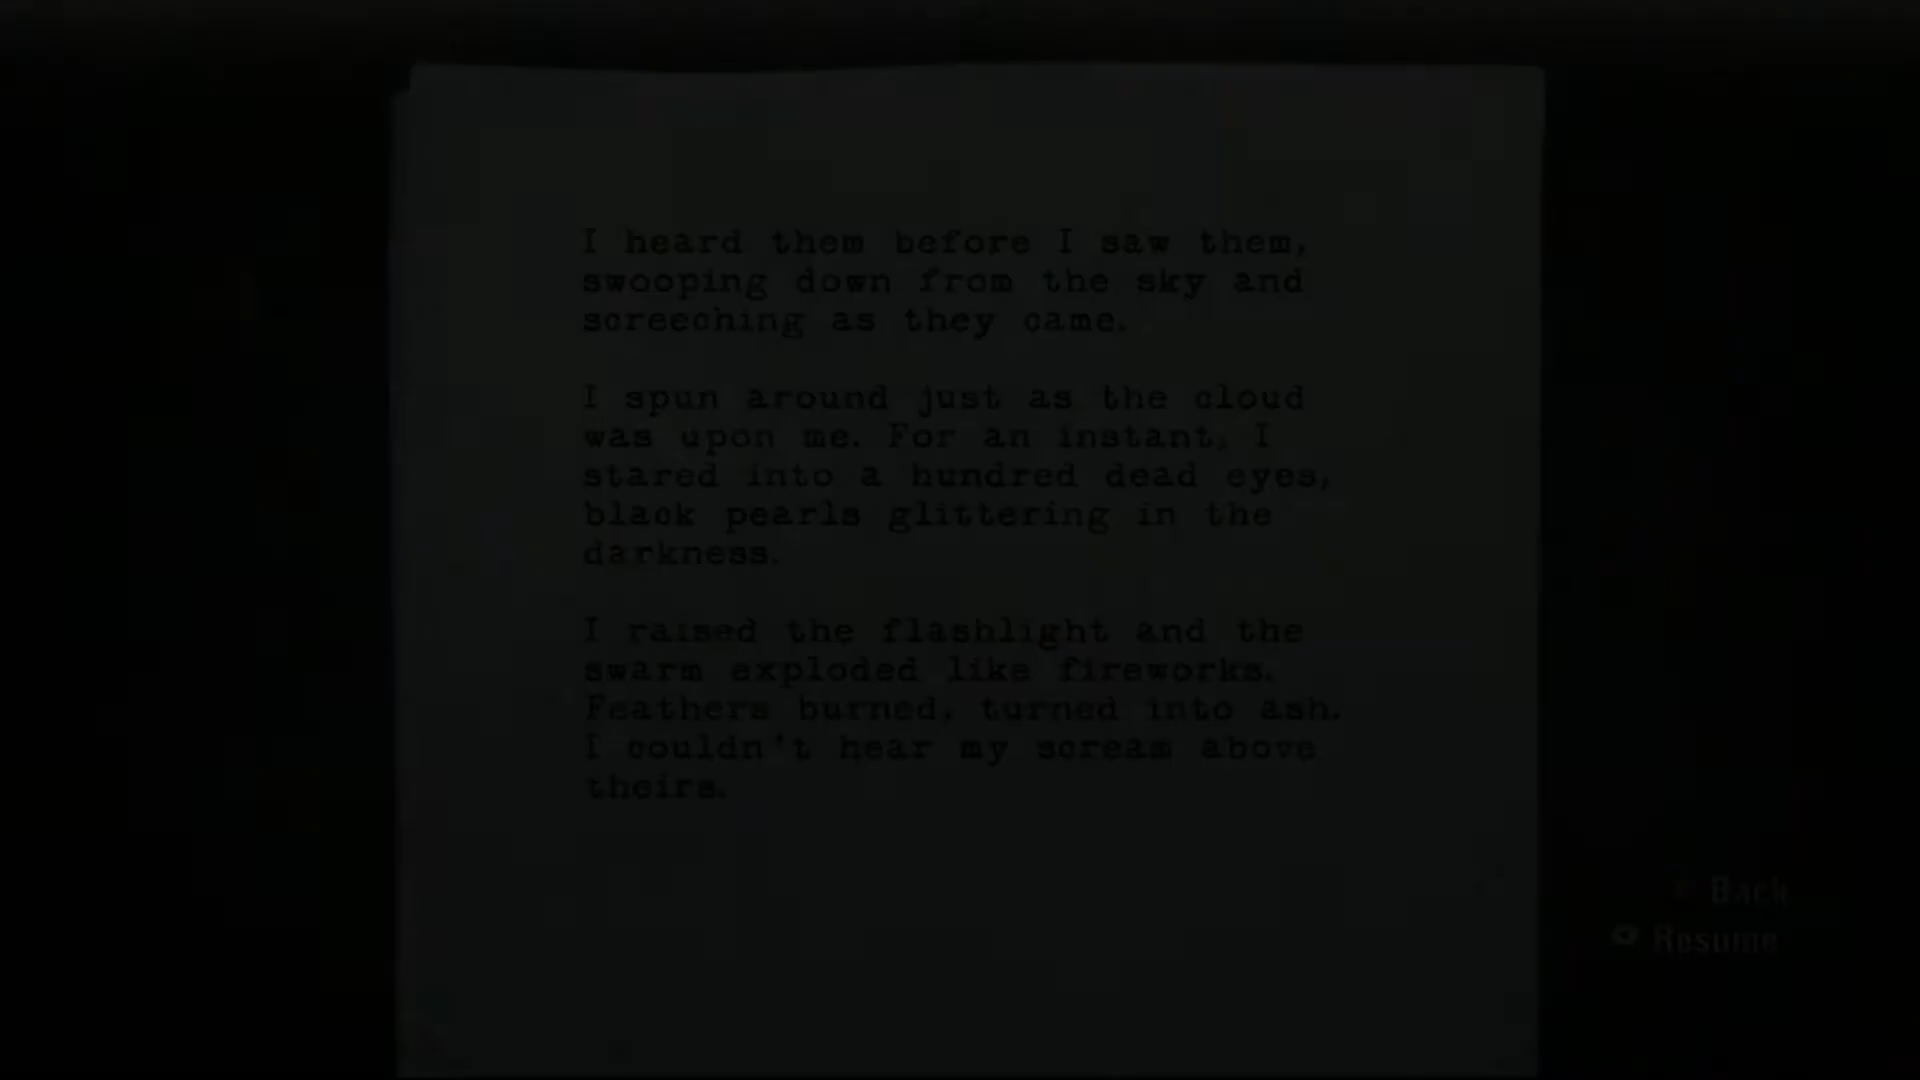 I heard them before I saw them,
swooping down from the sky and
screeching as they came.
I spun around just as the cloud
was upon me. For an instant, I
stared into a hundred dead eyes,
black pearls glittering in the
darkness.
I raised the flashlight and the
swarm exploded like fireworks.
Feathers burned, turned into ash.
I couldn't hear my scream above
theirs.
Back
Resume